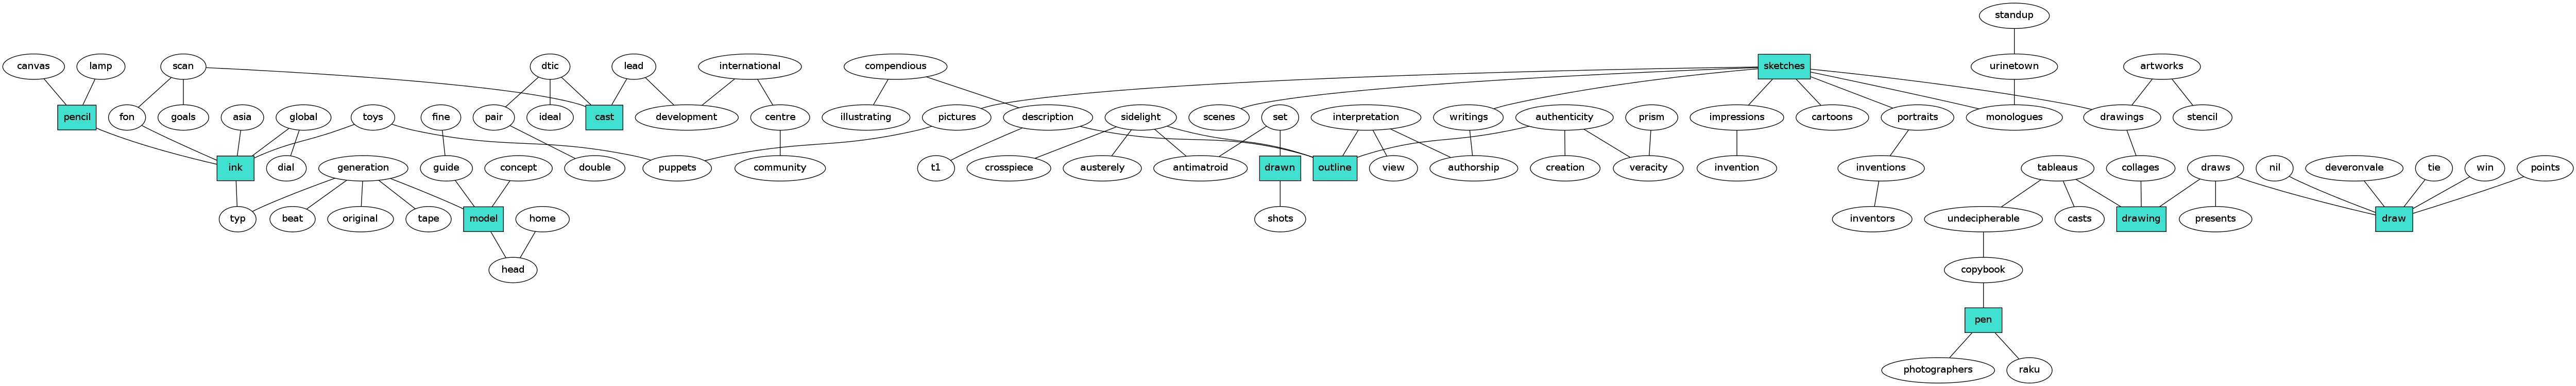 standup
canvas lamp scan dtic lead international compendious sketches urinetown artworks
pencil fon goals asia global toys fine pair ideal cast development centre illustrating pictures description sidelight scenes set interpretation writings authenticity prism impressions cartoons portraits monologues drawings stencil
ink dial generation guide concept double puppets community t1 crosspiece austerely antimatroid drawn outline view authorship creation veracity invention inventions tableaus collages draws nil deveronvale tie win points
typ beat original tape model home shots inventors undecipherable casts drawing presents draw
head copybook
pen
photographers raku